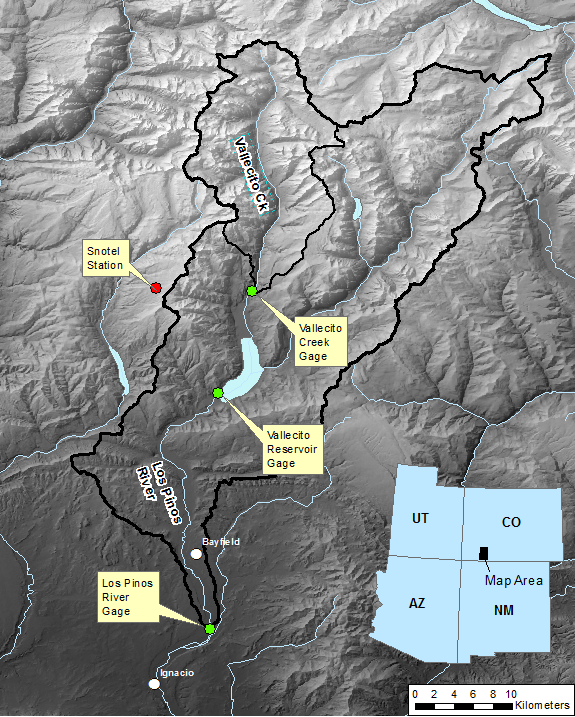 Vallecito Ck
Snotel
Station
Vallecito
Creek
Gage
Vallecito
Reservoir
Gage
Los Pinos
River
Bayfield
Los Pinos
River
Gage
Ignacio
UT
CO
Map Area
AZ
NM
0 2 4 6 8 10
Kilometers